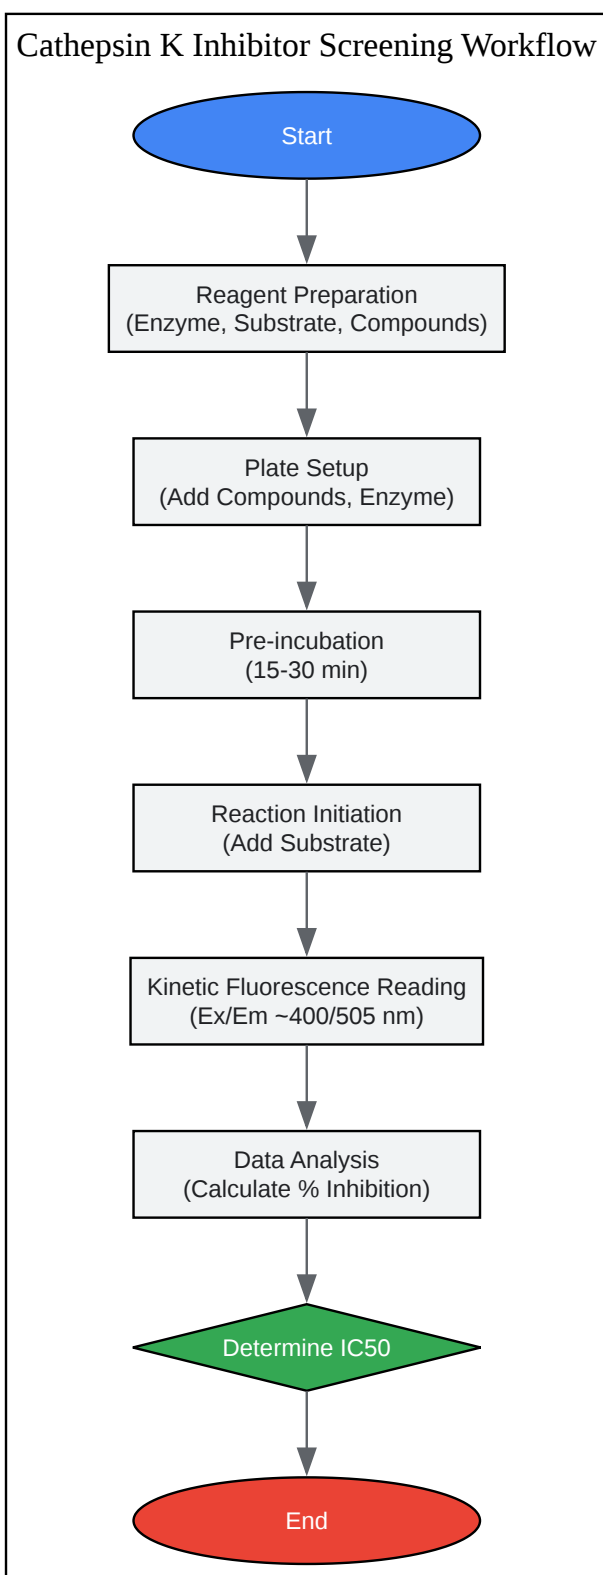 Cathepsin K Inhibitor Screening Workflow
Start
Reagent Preparation
(Enzyme, Substrate, Compounds)
Plate Setup
(Add Compounds, Enzyme)
Pre-incubation
(15-30 min)
Reaction Initiation
(Add Substrate)
Kinetic Fluorescence Reading
(Ex/Em ~400/505 nm)
Data Analysis
(Calculate % Inhibition)
Determine IC50
End